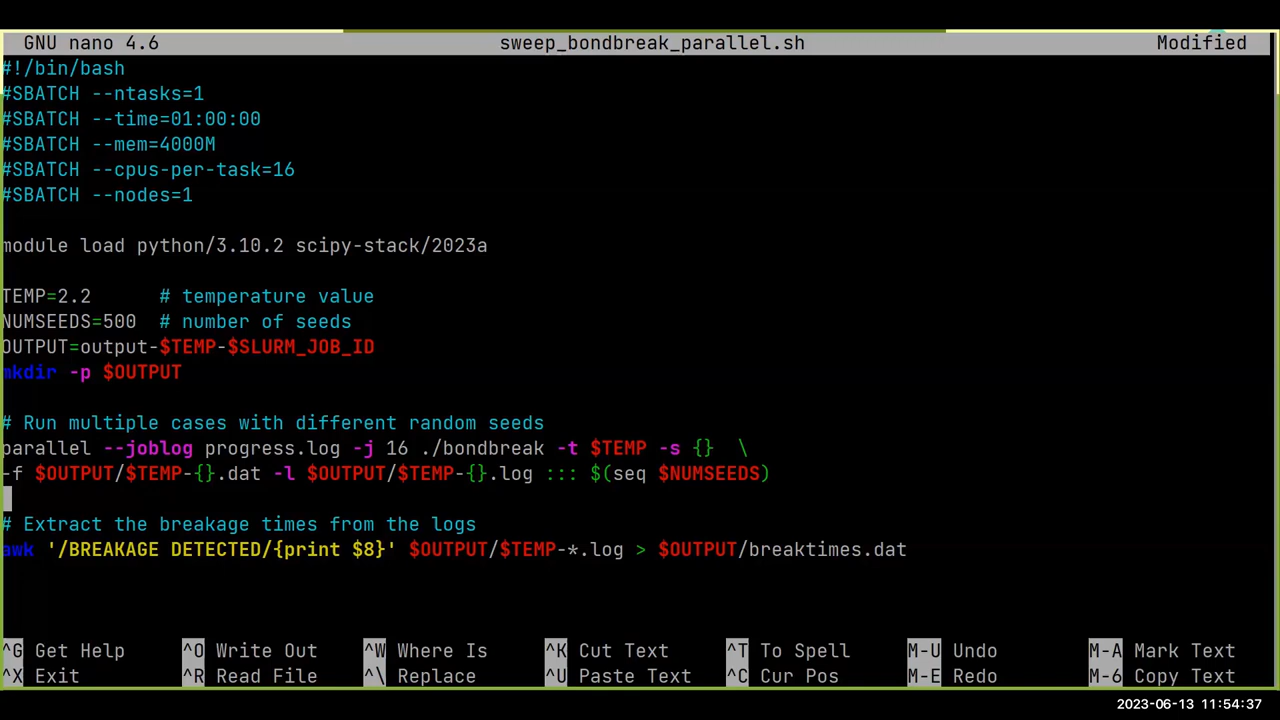 GNU nano 4.6 sweep_bondbreak_parallel.sh Modified
#!/bin/bash
#SBATCH --ntasks=1
#SBATCH --time=01:00:00
#SBATCH --mem=4000M
#SBATCH --cpus-per-task=16
#SBATCH --nodes=1
module load python/3.10.2 scipy-stack/2023a
TEMP=2.2 # temperature value
NUMSEEDS=500 # number of seeds
OUTPUT=output-$TEMP-$SLURM_JOB_ID
mkdir -p $OUTPUT
# Run multiple cases with different random seeds
parallel --joblog progress.log -j 16 ./bondbreak -t $TEMP -s {} \
-f $OUTPUT/$TEMP-{}.dat -l $OUTPUT/$TEMP-{}.log ::: $(seq $NUMSEEDS)
# Extract the breakage times from the logs
awk '/BREAKAGE DETECTED/{print $8}' $OUTPUT/$TEMP-*.log > $OUTPUT/breaktimes.dat
^G Get Help ^O Write Out ^W Where Is ^K Cut Text ^T To Spell M-U Undo M-A Mark Text
^X Exit ^R Read File ^\ Replace ^U Paste Text ^C Cur Pos M-E Redo M-6 Copy Text
2023-06-13 11:54:37